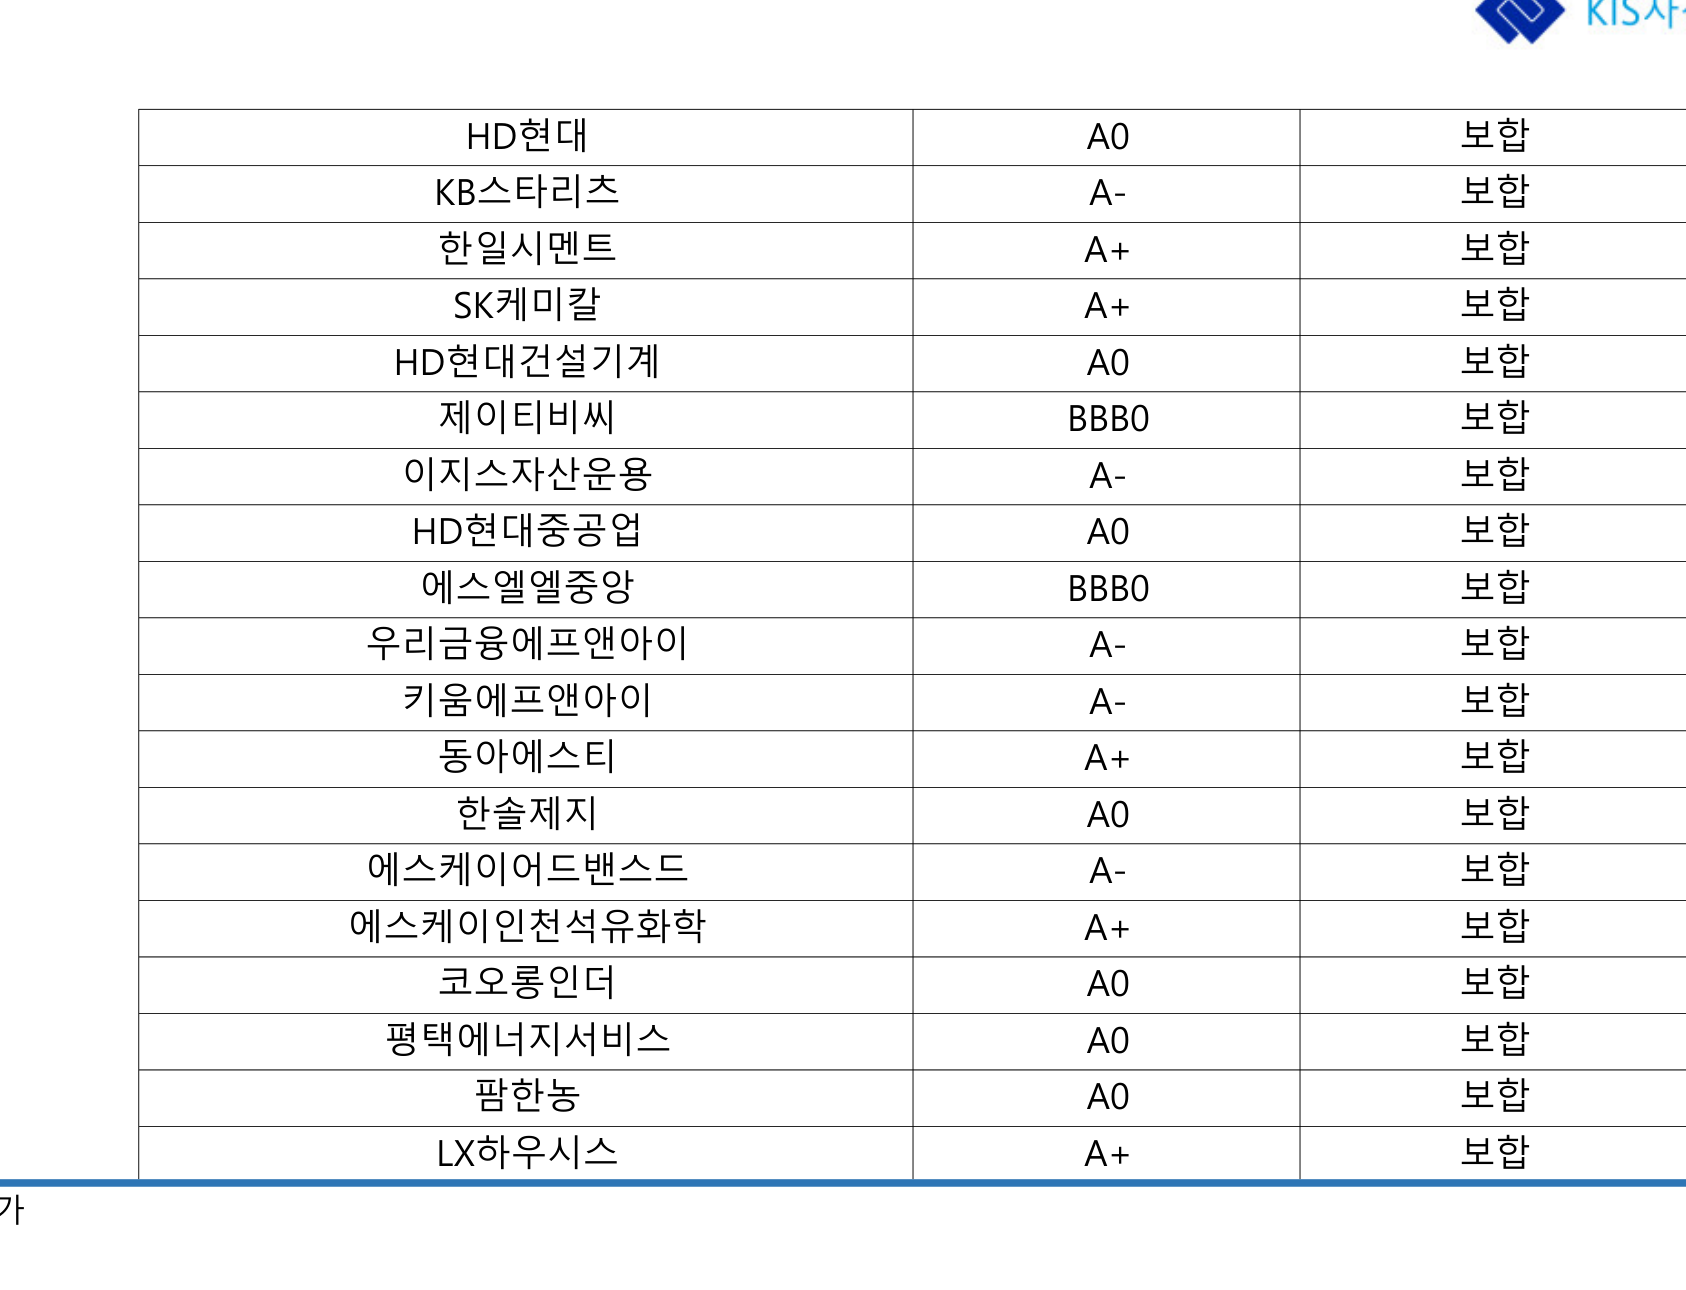 KIS자
HD현대 A0 보합
KB스타리츠 A- 보합
한일시멘트 A+ 보합
SK케미칼 A+ 보합
HD현대건설기계 A0 보합
제이티비씨 BBB0 보합
이지스자산운용 A- 보합
HD현대중공업 A0 보합
에스엘엘중앙 BBB0 보합
우리금융에프앤아이 A- 보합
키움에프앤아이 A- 보합
동아에스티 A+ 보합
한솔제지 A0 보합
에스케이어드밴스드 A- 보합
에스케이인천석유화학 A+ 보합
코오롱인더 A0 보합
평택에너지서비스 A0 보합
팜한농 A0 보합
LX하우시스 A+ 보합
가